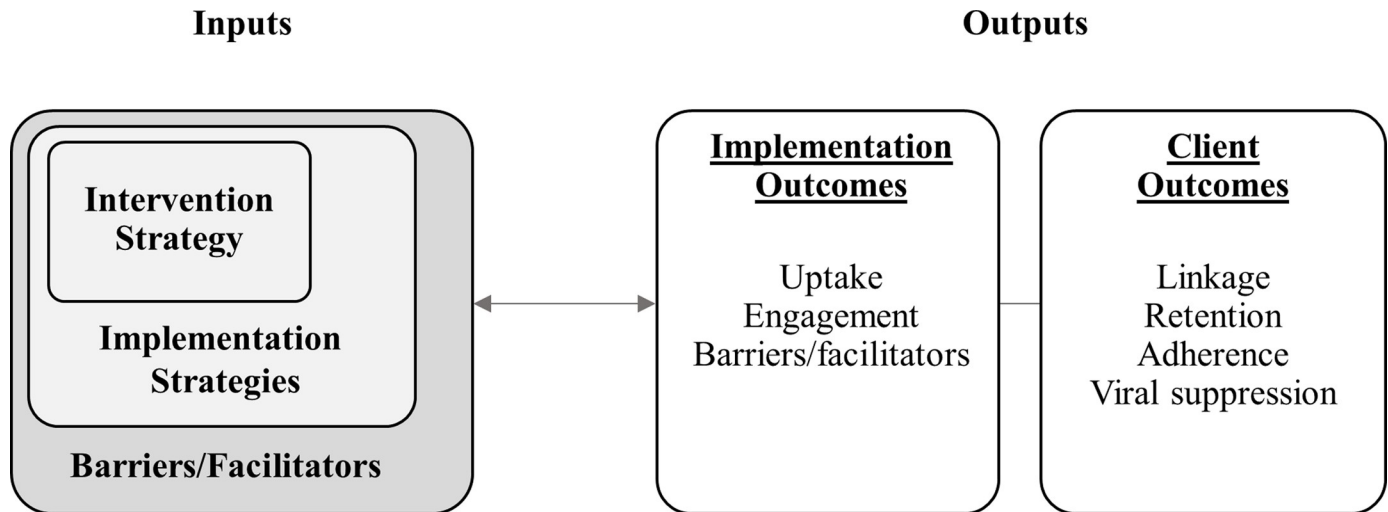 Inputs
Outputs
Intervention
Strategy
Implementation
Strategies
Barriers/Facilitators
Implementation
Outcomes
Uptake
Engagement
Barriers/facilitators
Client
Outcomes
Linkage
Retention
Adherence
Viral suppression